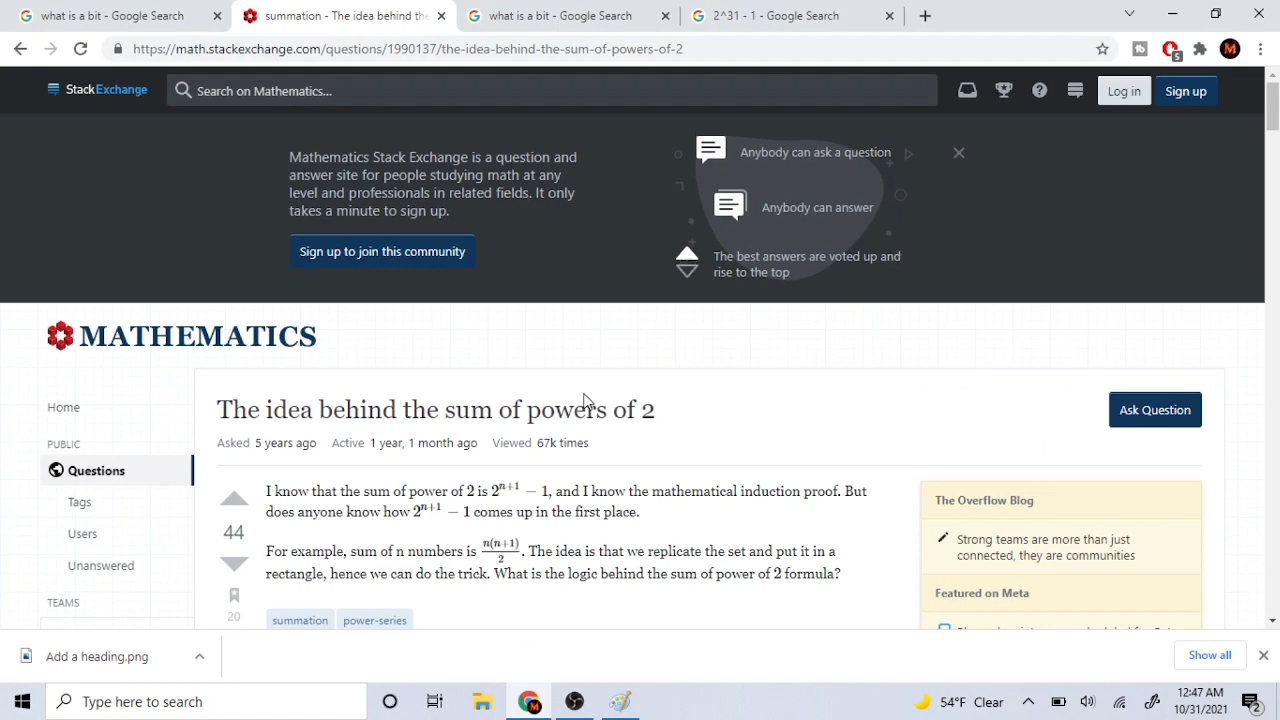 what is a bit - Google Search
summation - The idea behind the
what is a bit - Google Search
2^31 - 1 - Google Search
https://math.stackexchange.com/questions/1990137/the-idea-behind-the-sum-of-powers-of-2
5
M
StackExchange
Search on Mathematics...
Log in
Sign up
Mathematics Stack Exchange is a question and
answer site for people studying math at any
level and professionals in related fields. It only
takes a minute to sign up.
Sign up to join this community
Anybody can ask a question
Anybody can answer
The best answers are voted up and
rise to the top
MATHEMATICS
Home
PUBLIC
Questions
Tags
Users
Unanswered
TEAMS
The idea behind the sum of powers of 2
Ask Question
Asked 5 years ago Active 1 year, 1 month ago Viewed 67k times
44
20
I know that the sum of power of 2 is 2^{n+1} − 1, and I know the mathematical induction proof. But
does anyone know how 2^{n+1} − 1 comes up in the first place.
For example, sum of n numbers is \frac{n(n+1)}{2}. The idea is that we replicate the set and put it in a
rectangle, hence we can do the trick. What is the logic behind the sum of power of 2 formula?
summation power-series
The Overflow Blog
Strong teams are more than just
connected, they are communities
Featured on Meta
Add a heading.png
Show all
Type here to search
M
54°F Clear
12:47 AM
10/31/2021
2